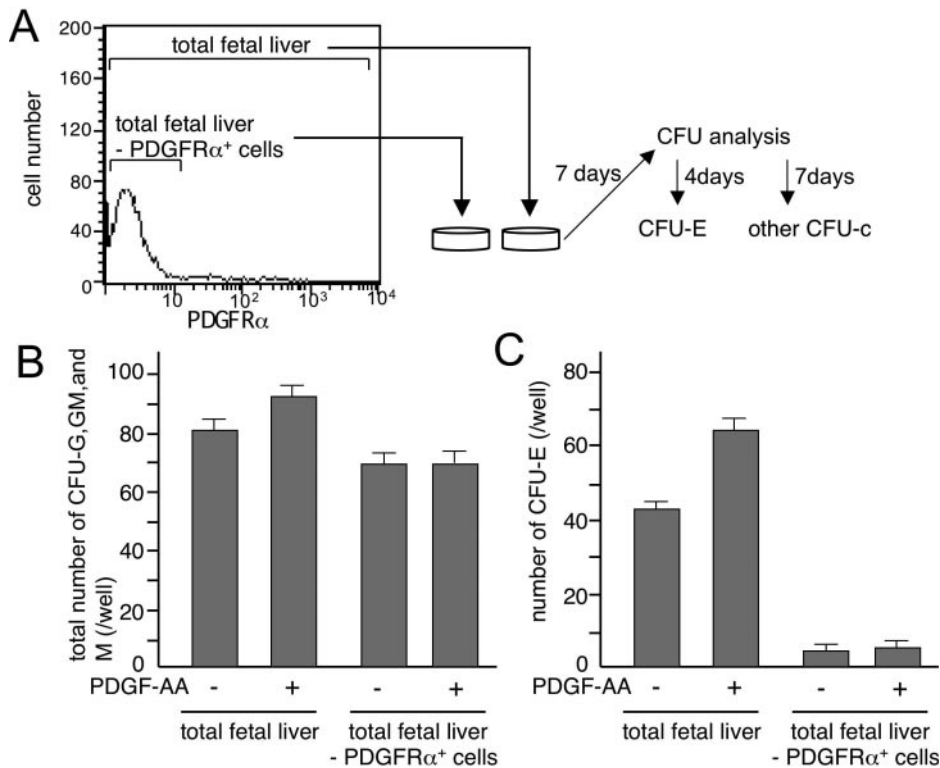 A
200
160
120
80
40
0
cell number
total fetal liver
total fetal liver
- PDGFRα⁺ cells
10
10²
10³
10⁴
PDGFRα
7 days
CFU analysis
4days
7days
CFU-E
other CFU-c
B
100
80
60
40
20
0
total number of CFU-G,GM,and
M (/well)
PDGF-AA
-
+
-
+
total fetal liver
total fetal liver
- PDGFRα⁺ cells
C
80
60
40
20
0
number of CFU-E (/well)
PDGF-AA
-
+
-
+
total fetal liver
total fetal liver
- PDGFRα⁺ cells